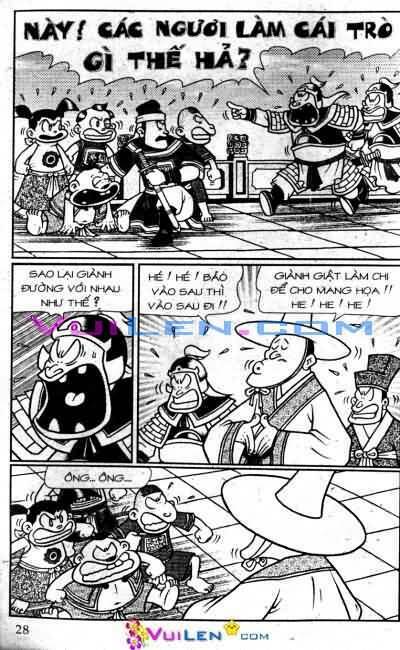 NÀY! CÁC NGƯƠI LÀM CÁI TRÒ
GÌ THẾ HẢ?
SAO LẠI GIÀNH
ĐƯỜNG VỚI NHAU
NHƯ THẾ?
HÉ! HÉ! BẢO
VÀO SAU THÌ
VÀO SAU ĐI!!
GIÀNH GIẬT LÀM CHI
ĐỂ CHO MANG HỌA!!
HE! HE! HE!
VUILEN.COM
ÔNG... ÔNG...
28
VUILEN.COM